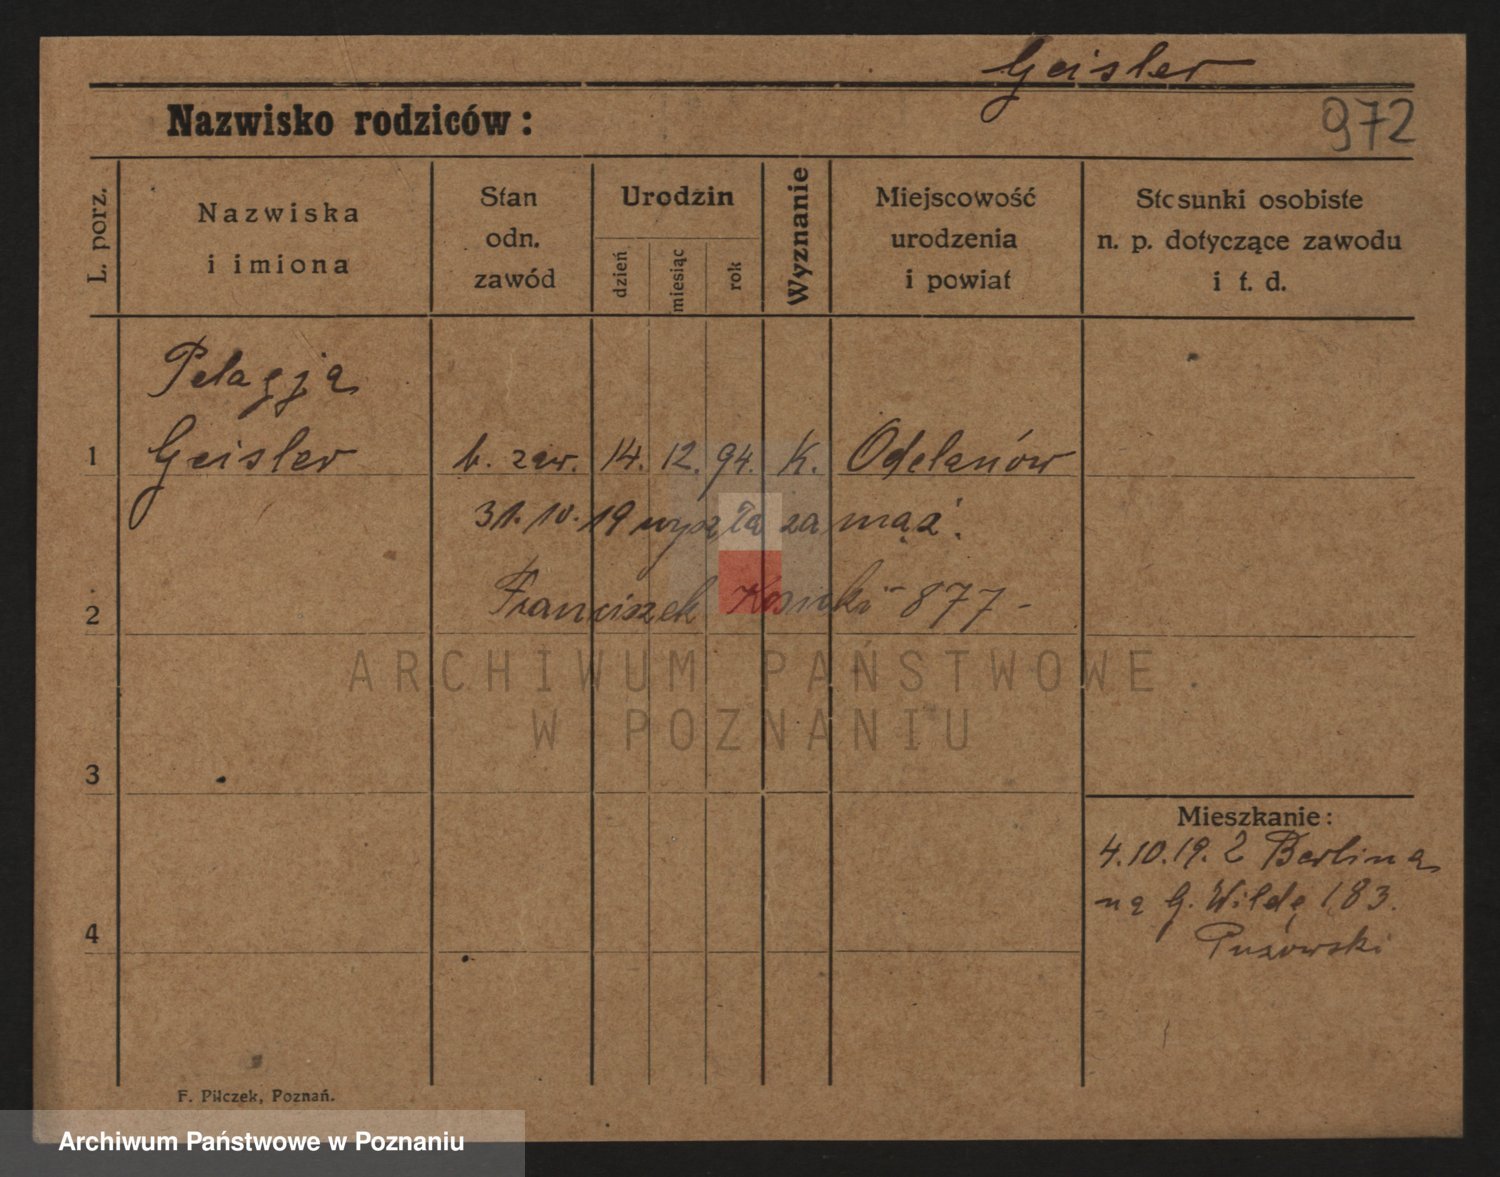 Geisler
Nazwisko rodziców:
972
L. porz.
Nazwiska
i imiona
Stan
odn.
zawód
Urodzin
dzień
miesiąc
rok
Wyznanie
Miejscowość
urodzenia
i powiat
Stosunki osobiste
n. p. dotyczące zawodu
i t. d.
Pelagja
1 Geisler b. zaw. 14. 12. 94. K. Odelanów
31. 10. 19 wyszła za mąż.
2 Franciszek 877 -
ARCHIWUM PAŃSTWOWE
W POZNANIU
3
Mieszkanie:
4.10.19. z Berlina
na G. Wildę 183.
4
F. Pilczek, Poznań.
Archiwum Państwowe w Poznaniu